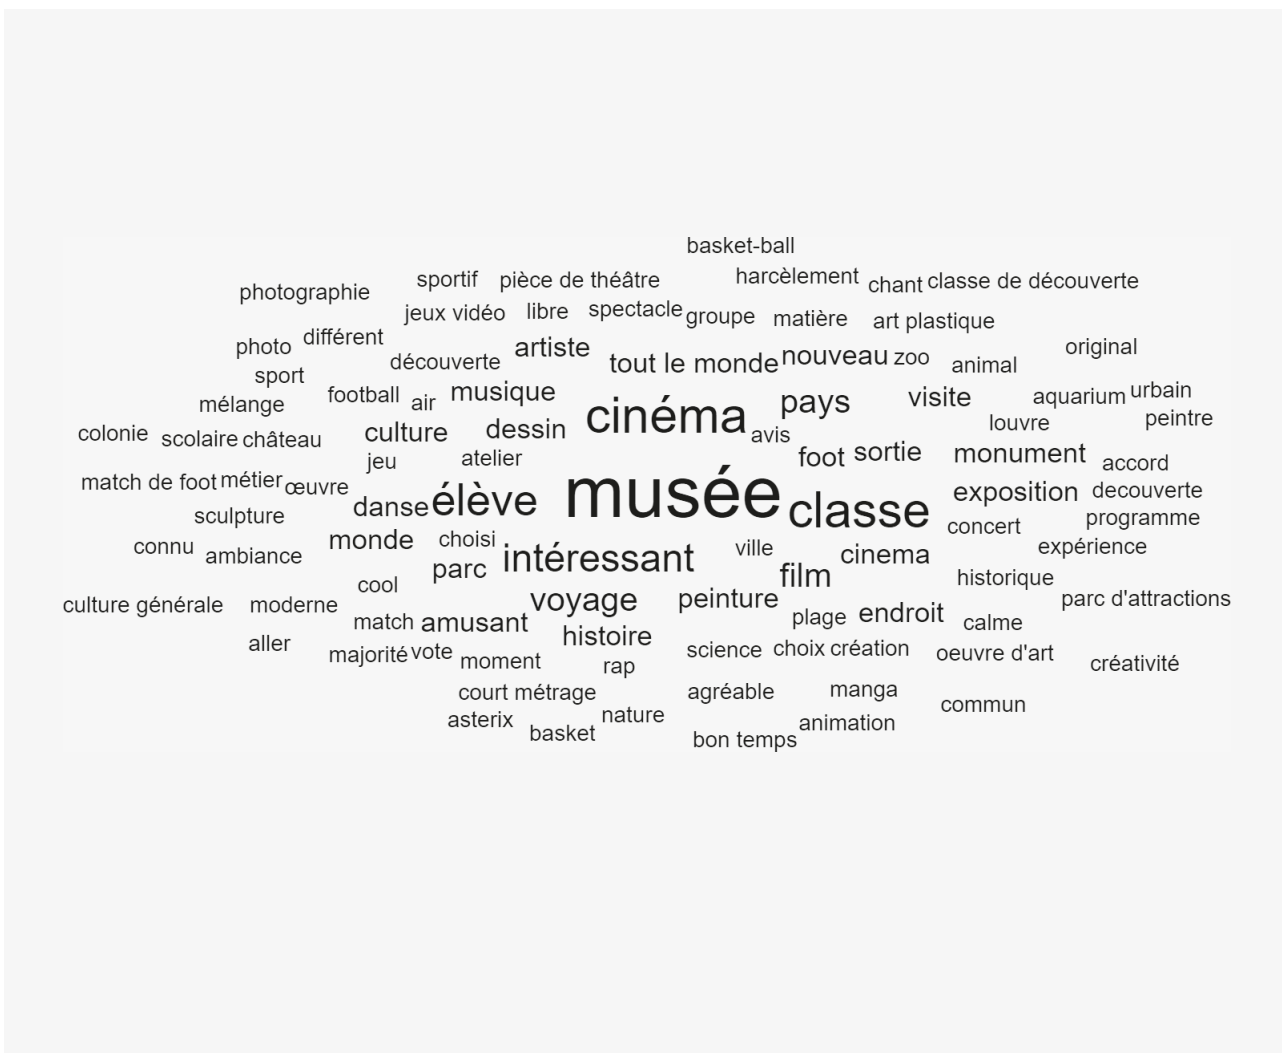 basket-ball
sportif pièce de théâtre harcèlement chant classe de découverte
photographie
jeux vidéo libre spectacle groupe matière art plastique
photo différent artiste tout le monde nouveau zoo animal original
sport découverte
mélange football air musique cinéma pays visite aquarium urbain
colonie scolaire château culture dessin avis louvre peintre
jeu atelier foot sortie monument accord
match de foot métier œuvre danse élève musée classe exposition decouverte
sculpture concert programme
connu ambiance monde choisi intéressant ville cinema expérience
cool parc film historique
culture générale moderne voyage peinture plage endroit parc d'attractions
match amusant calme
aller majorité vote histoire science choix création oeuvre d'art créativité
moment rap
court métrage agréable manga commun
asterix nature animation
basket bon temps